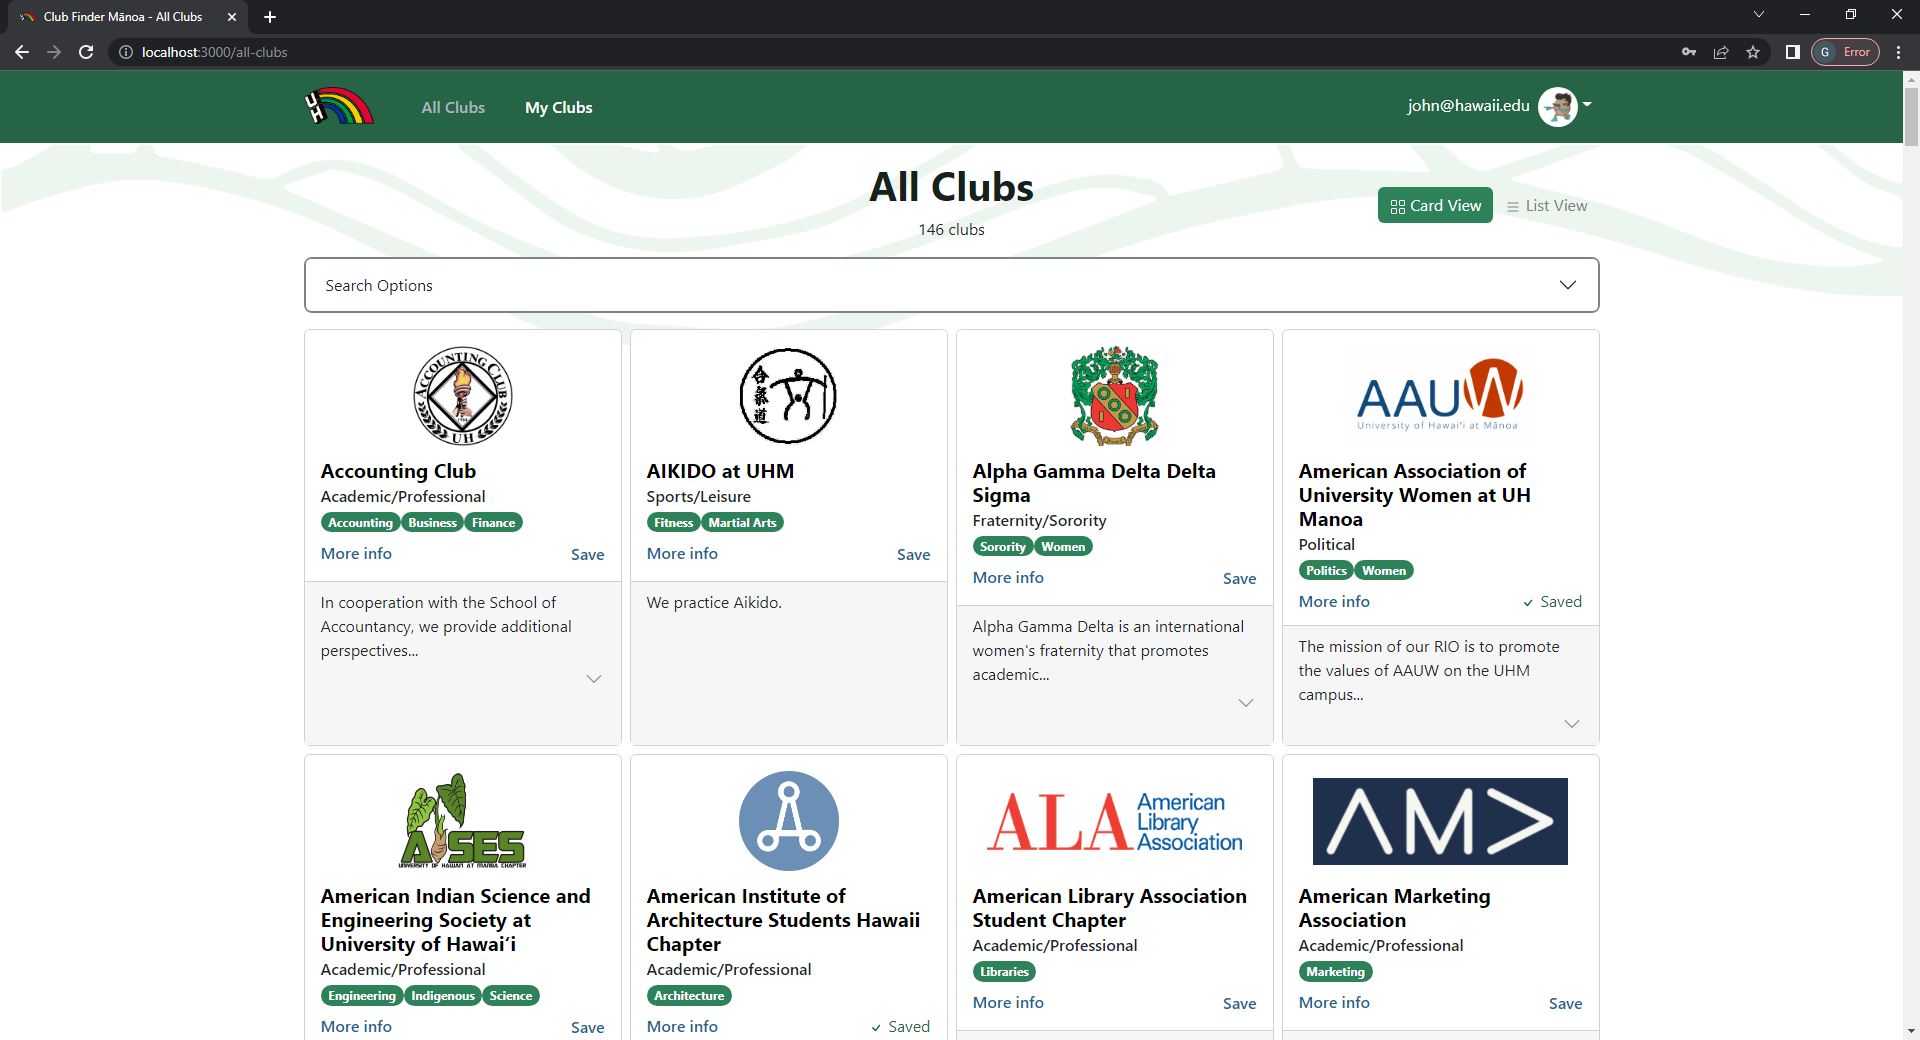 Club Finder Mānoa - All Clubs
localhost:3000/all-clubs
G Error
UH
All Clubs
My Clubs
john@hawaii.edu
All Clubs
146 clubs
Card View
List View
Search Options
ACCOUNTING CLUB
UH
Accounting Club
Academic/Professional
Accounting Business Finance
More info
Save
In cooperation with the School of
Accountancy, we provide additional
perspectives...
合氣道
AIKIDO at UHM
Sports/Leisure
Fitness Martial Arts
More info
Save
We practice Aikido.
Alpha Gamma Delta Delta
Sigma
Fraternity/Sorority
Sorority Women
More info
Save
Alpha Gamma Delta is an international
women's fraternity that promotes
academic...
AAUW
University of Hawaiʻi at Mānoa
American Association of
University Women at UH
Manoa
Political
Politics Women
More info
Saved
The mission of our RIO is to promote
the values of AAUW on the UHM
campus...
AISES
UNIVERSITY OF HAWAII AT MANOA CHAPTER
American Indian Science and
Engineering Society at
University of Hawai‘i
Academic/Professional
Engineering Indigenous Science
More info
Save
American Institute of
Architecture Students Hawaii
Chapter
Academic/Professional
Architecture
More info
Saved
ALA American
Library
Association
American Library Association
Student Chapter
Academic/Professional
Libraries
More info
Save
AMA
American Marketing
Association
Academic/Professional
Marketing
More info
Save